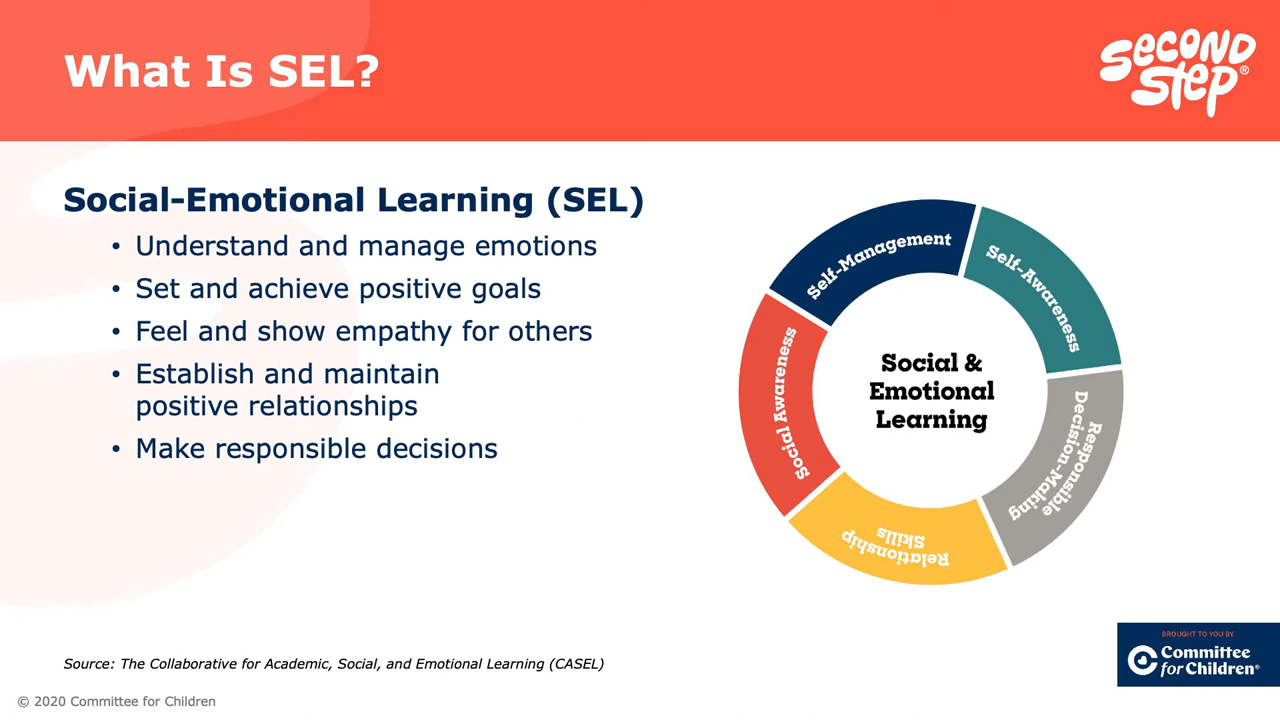 What Is SEL?
SECOND
STEP®
Social-Emotional Learning (SEL)
• Understand and manage emotions
• Set and achieve positive goals
• Feel and show empathy for others
• Establish and maintain
positive relationships
• Make responsible decisions
Self-Management
Self-Awareness
Social Awareness
Responsible
Decision-Making
Relationship
Skills
Social &
Emotional
Learning
Source: The Collaborative for Academic, Social, and Emotional Learning (CASEL)
BROUGHT TO YOU BY
Committee
for Children®
© 2020 Committee for Children